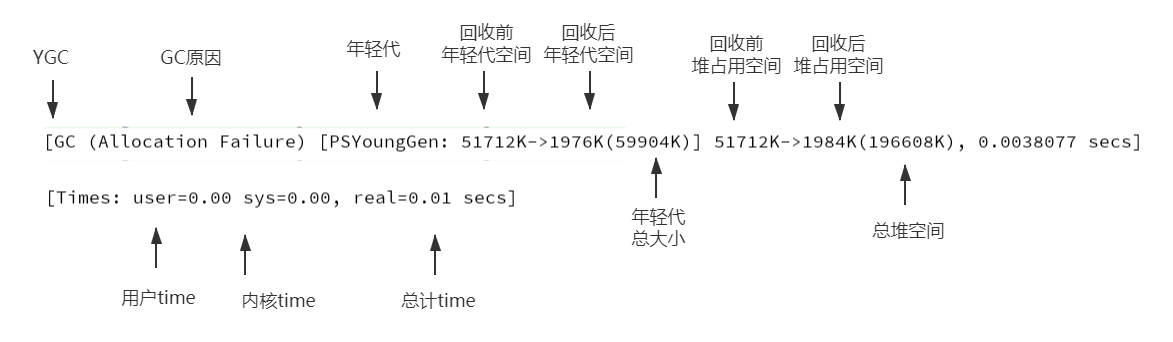 YGC
GC原因
年轻代
回收前
年轻代空间
回收后
年轻代空间
回收前
堆占用空间
回收后
堆占用空间
[GC (Allocation Failure) [PSYoungGen: 51712K->1976K(59904K)] 51712K->1984K(196608K), 0.0038077 secs]
年轻代
总大小
总堆空间
[Times: user=0.00 sys=0.00, real=0.01 secs]
用户time
内核time
总计time